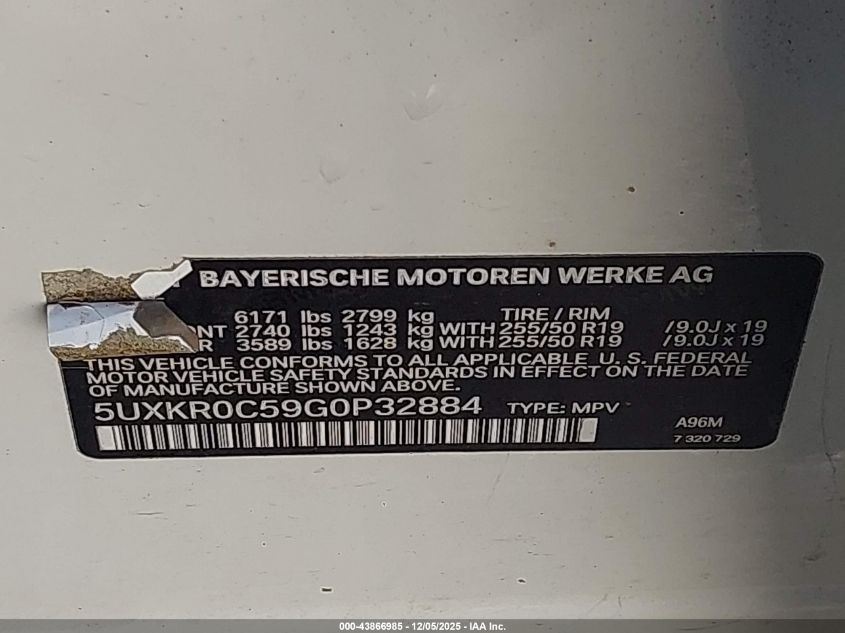 BAYERISCHE MOTOREN WERKE AG
6171 lbs 2799 kg TIRE / RIM
2740 lbs 1243 kg WITH 255/50 R19 /9.0J x 19
3589 lbs 1628 kg WITH 255/50 R19 /9.0J x 19
THIS VEHICLE CONFORMS TO ALL APPLICABLE U. S. FEDERAL
MOTOR VEHICLE SAFETY STANDARDS IN EFFECT ON THE DATE
OF MANUFACTURE SHOWN ABOVE.
5UXKR0C59G0P32884 TYPE: MPV
A96M
7 320 729
000-43866985 - 12/05/2025 - IAA Inc.